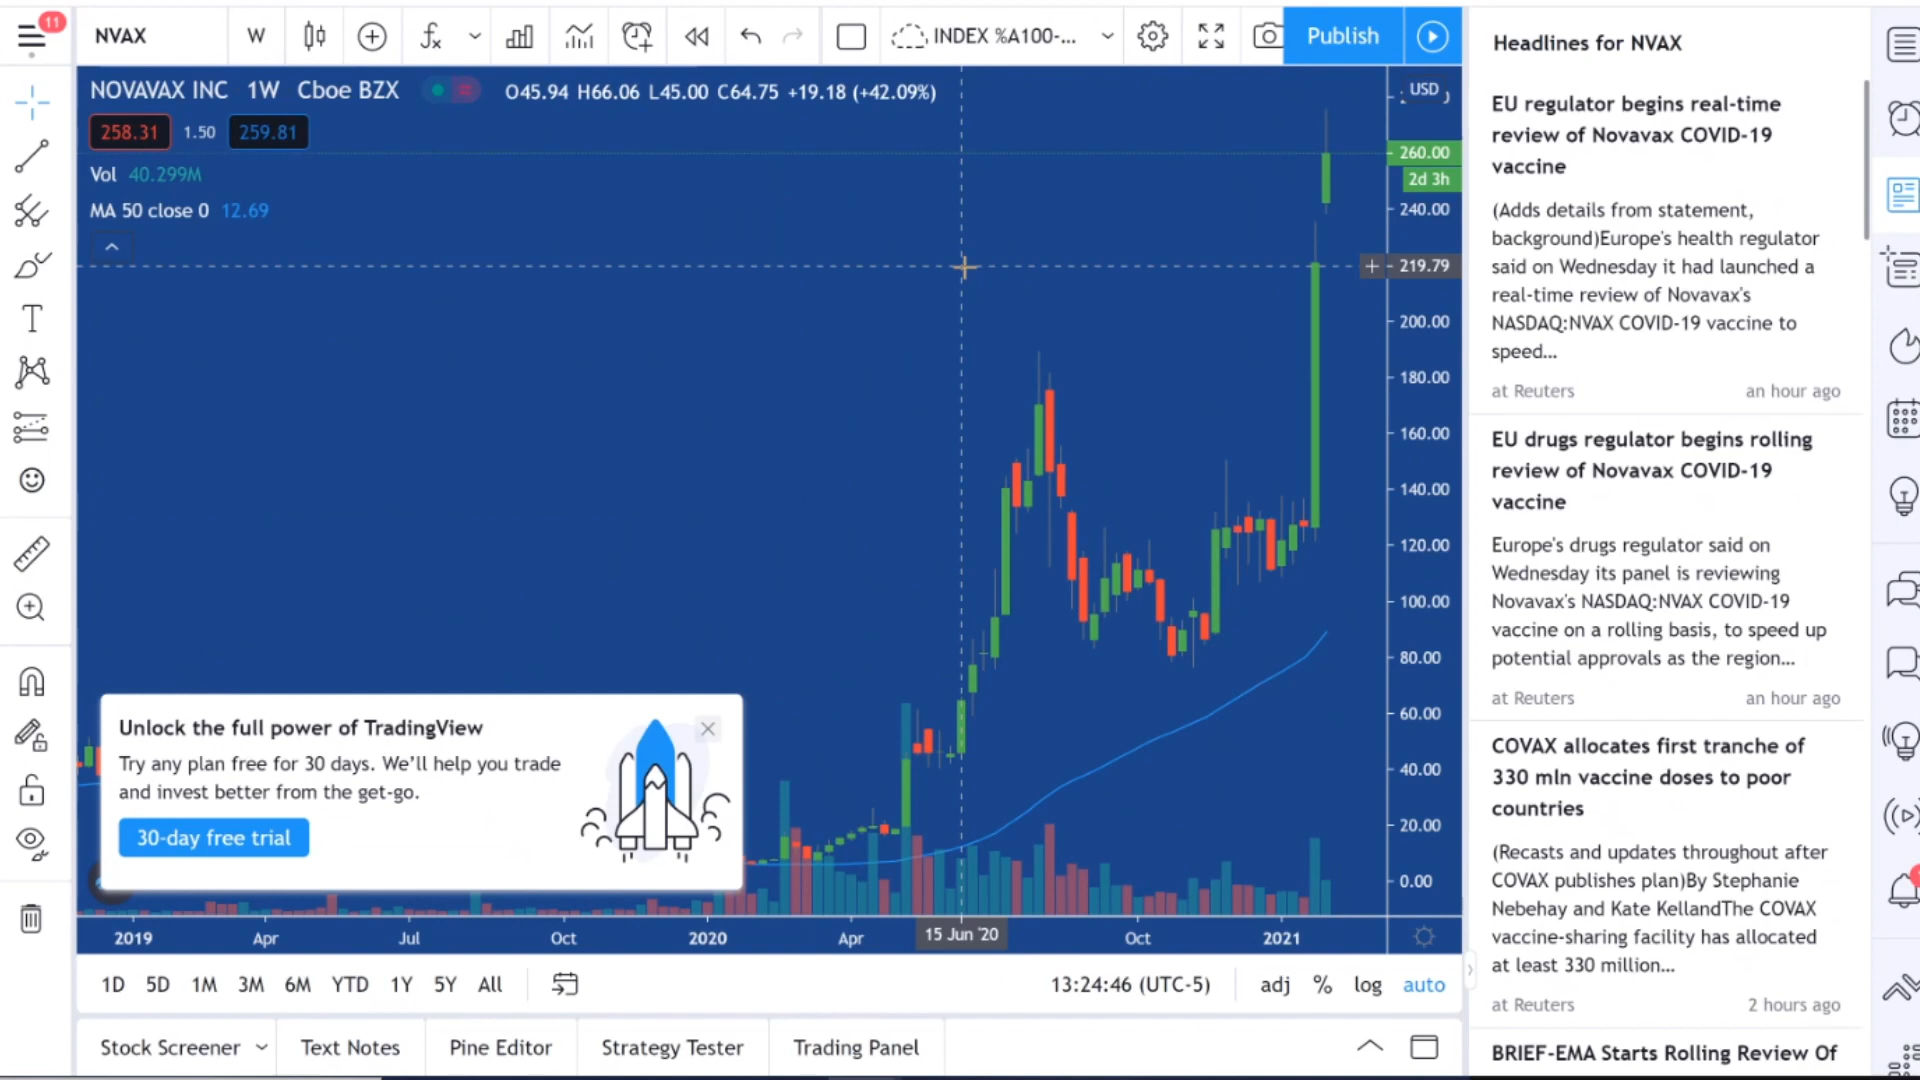 11
NVAX
W
INDEX %A100-...
Publish
NOVAVAX INC 1W Cboe BZX
O45.94 H66.06 L45.00 C64.75 +19.18 (+42.09%)
258.31 1.50 259.81
Vol 40.299M
MA 50 close 0 12.69
USD
260.00
2d 3h
240.00
219.79
200.00
180.00
160.00
140.00
120.00
100.00
80.00
60.00
40.00
20.00
0.00
Unlock the full power of TradingView
Try any plan free for 30 days. We'll help you trade
and invest better from the get-go.
30-day free trial
2019 Apr Jul Oct 2020 Apr 15 Jun '20 Oct 2021
1D 5D 1M 3M 6M YTD 1Y 5Y All
13:24:46 (UTC-5) adj % log auto
Stock Screener Text Notes Pine Editor Strategy Tester Trading Panel
Headlines for NVAX
EU regulator begins real-time
review of Novavax COVID-19
vaccine
(Adds details from statement,
background)Europe's health regulator
said on Wednesday it had launched a
real-time review of Novavax's
NASDAQ:NVAX COVID-19 vaccine to
speed...
at Reuters an hour ago
EU drugs regulator begins rolling
review of Novavax COVID-19
vaccine
Europe's drugs regulator said on
Wednesday its panel is reviewing
Novavax's NASDAQ:NVAX COVID-19
vaccine on a rolling basis, to speed up
potential approvals as the region...
at Reuters an hour ago
COVAX allocates first tranche of
330 mln vaccine doses to poor
countries
(Recasts and updates throughout after
COVAX publishes plan)By Stephanie
Nebehay and Kate KellandThe COVAX
vaccine-sharing facility has allocated
at least 330 million...
at Reuters 2 hours ago
BRIEF-EMA Starts Rolling Review Of